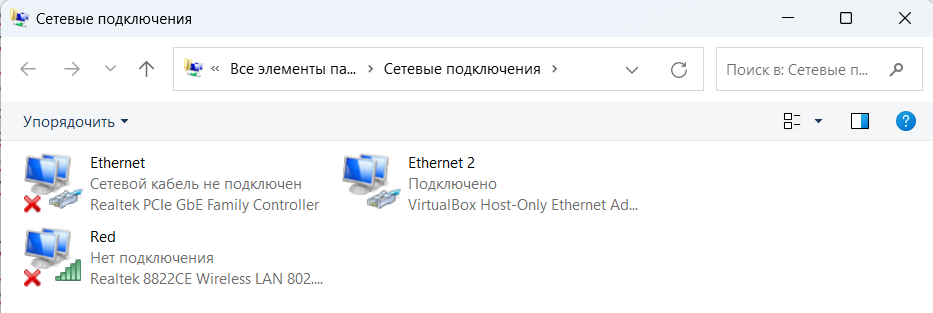 Сетевые подключения
« Все элементы па... > Сетевые подключения >
Поиск в: Сетевые п...
Упорядочить
Ethernet
Сетевой кабель не подключен
Realtek PCIe GbE Family Controller
Ethernet 2
Подключено
VirtualBox Host-Only Ethernet Ad...
Red
Нет подключения
Realtek 8822CE Wireless LAN 802....